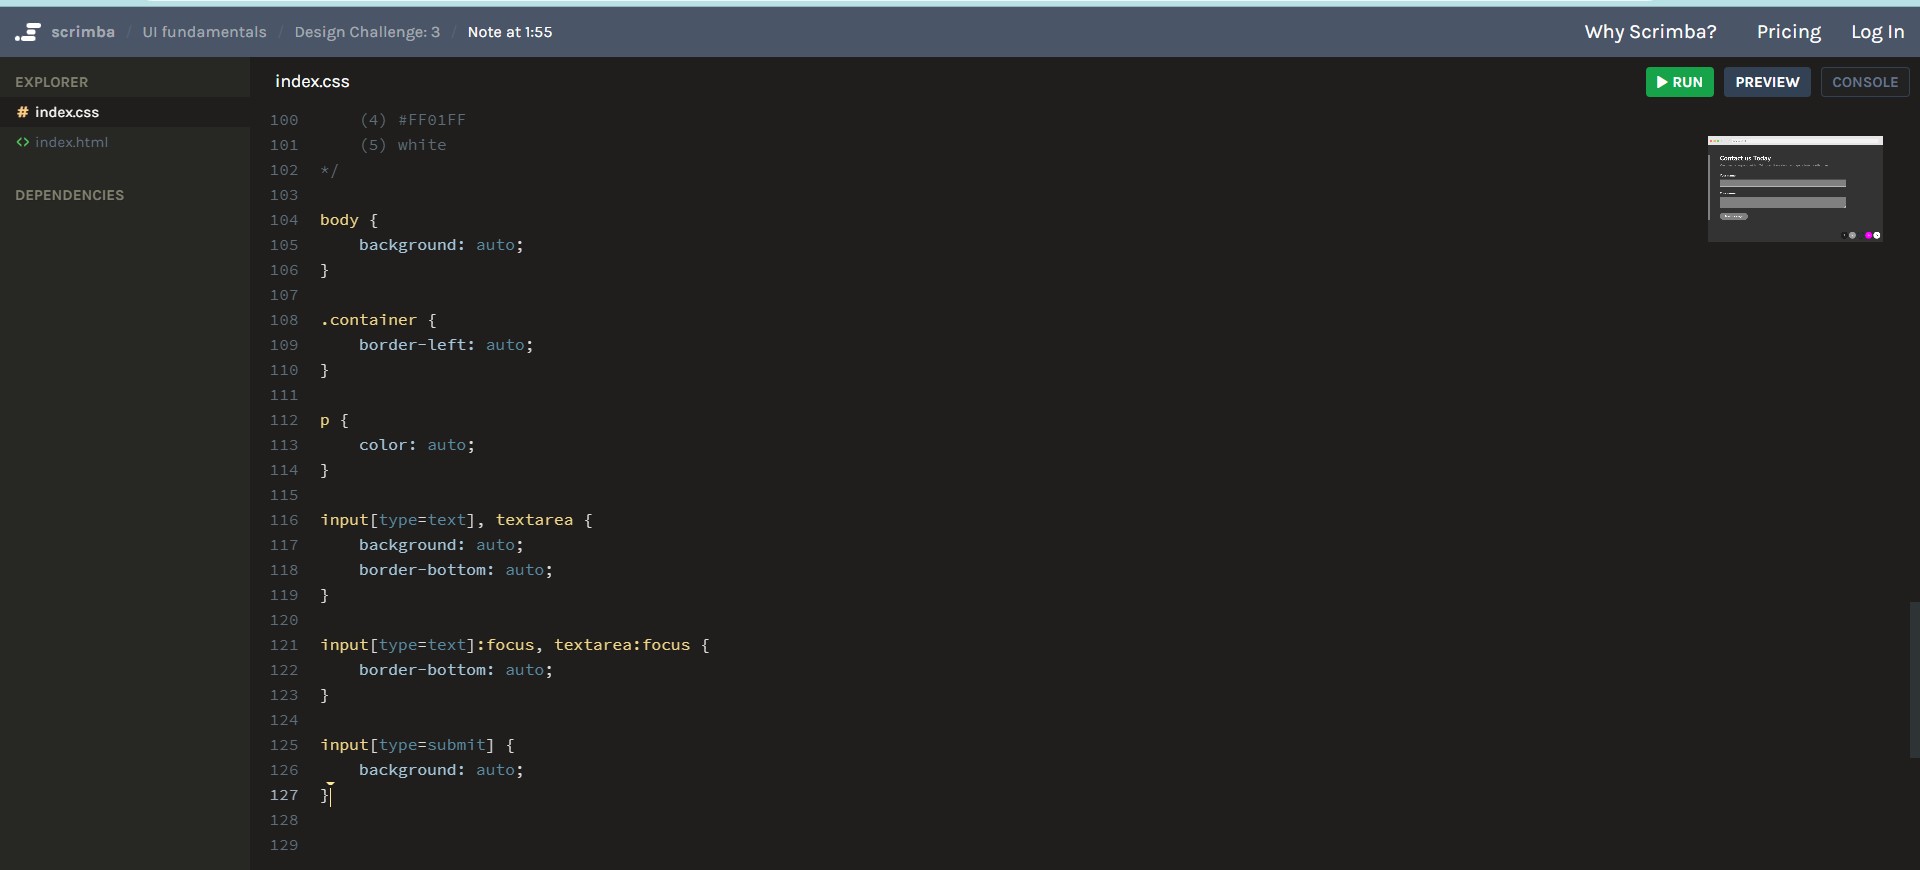 scrimba / UI fundamentals / Design Challenge: 3 / Note at 1:55
Why Scrimba? Pricing Log In
EXPLORER
# index.css
<> index.html
DEPENDENCIES
index.css
RUN PREVIEW CONSOLE
100 (4) #FF01FF
101 (5) white
102 */
103
104 body {
105 background: auto;
106 }
107
108 .container {
109 border-left: auto;
110 }
111
112 p {
113 color: auto;
114 }
115
116 input[type=text], textarea {
117 background: auto;
118 border-bottom: auto;
119 }
120
121 input[type=text]:focus, textarea:focus {
122 border-bottom: auto;
123 }
124
125 input[type=submit] {
126 background: auto;
127 }
128
129
Contact us Today